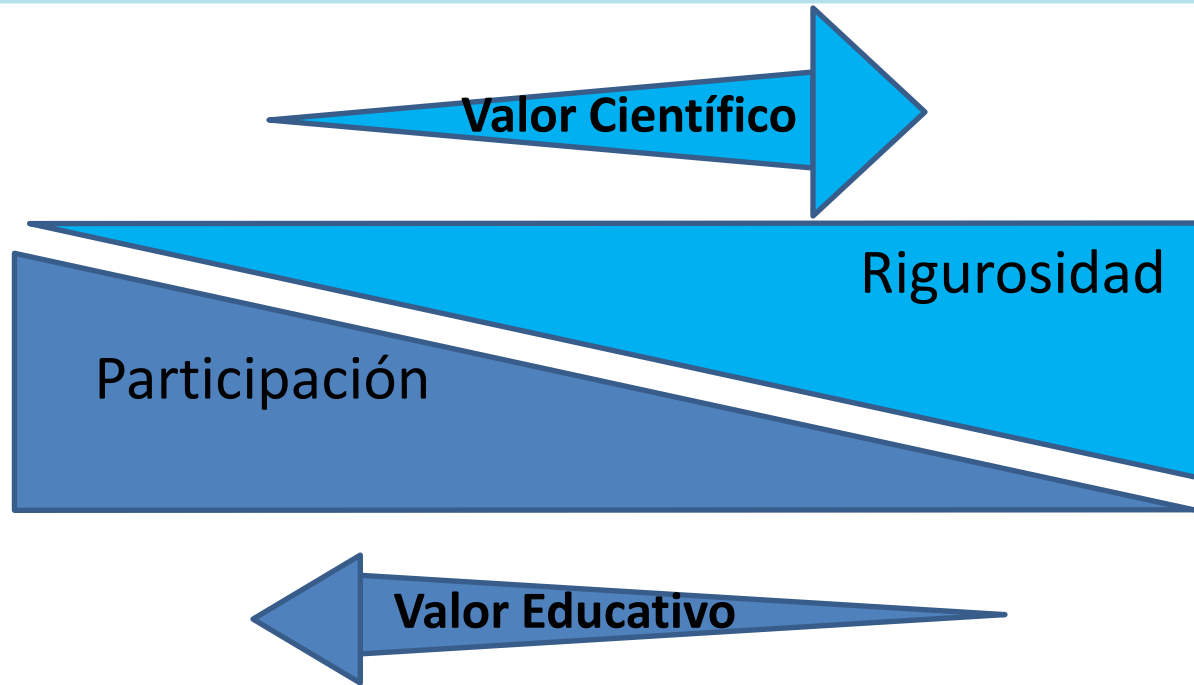 Valor Científico
Rigurosidad
Participación
Valor Educativo